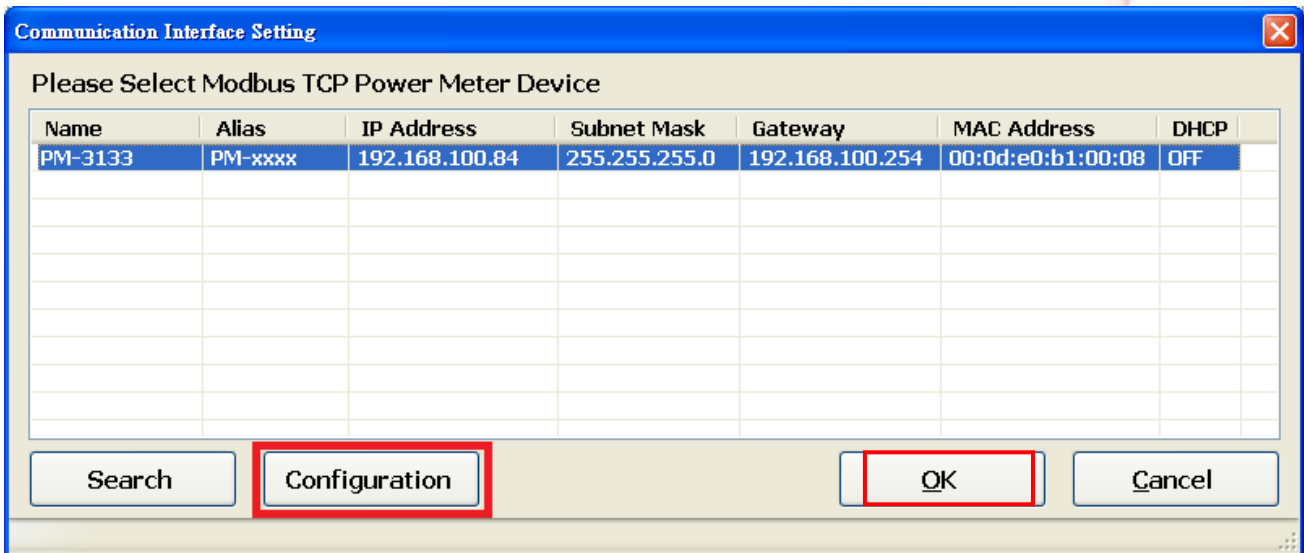 Communication Interface Setting
Please Select Modbus TCP Power Meter Device
Name Alias IP Address Subnet Mask Gateway MAC Address DHCP
PM-3133 PM-xxxx 192.168.100.84 255.255.255.0 192.168.100.254 00:0d:e0:b1:00:08 OFF
Search Configuration OK Cancel